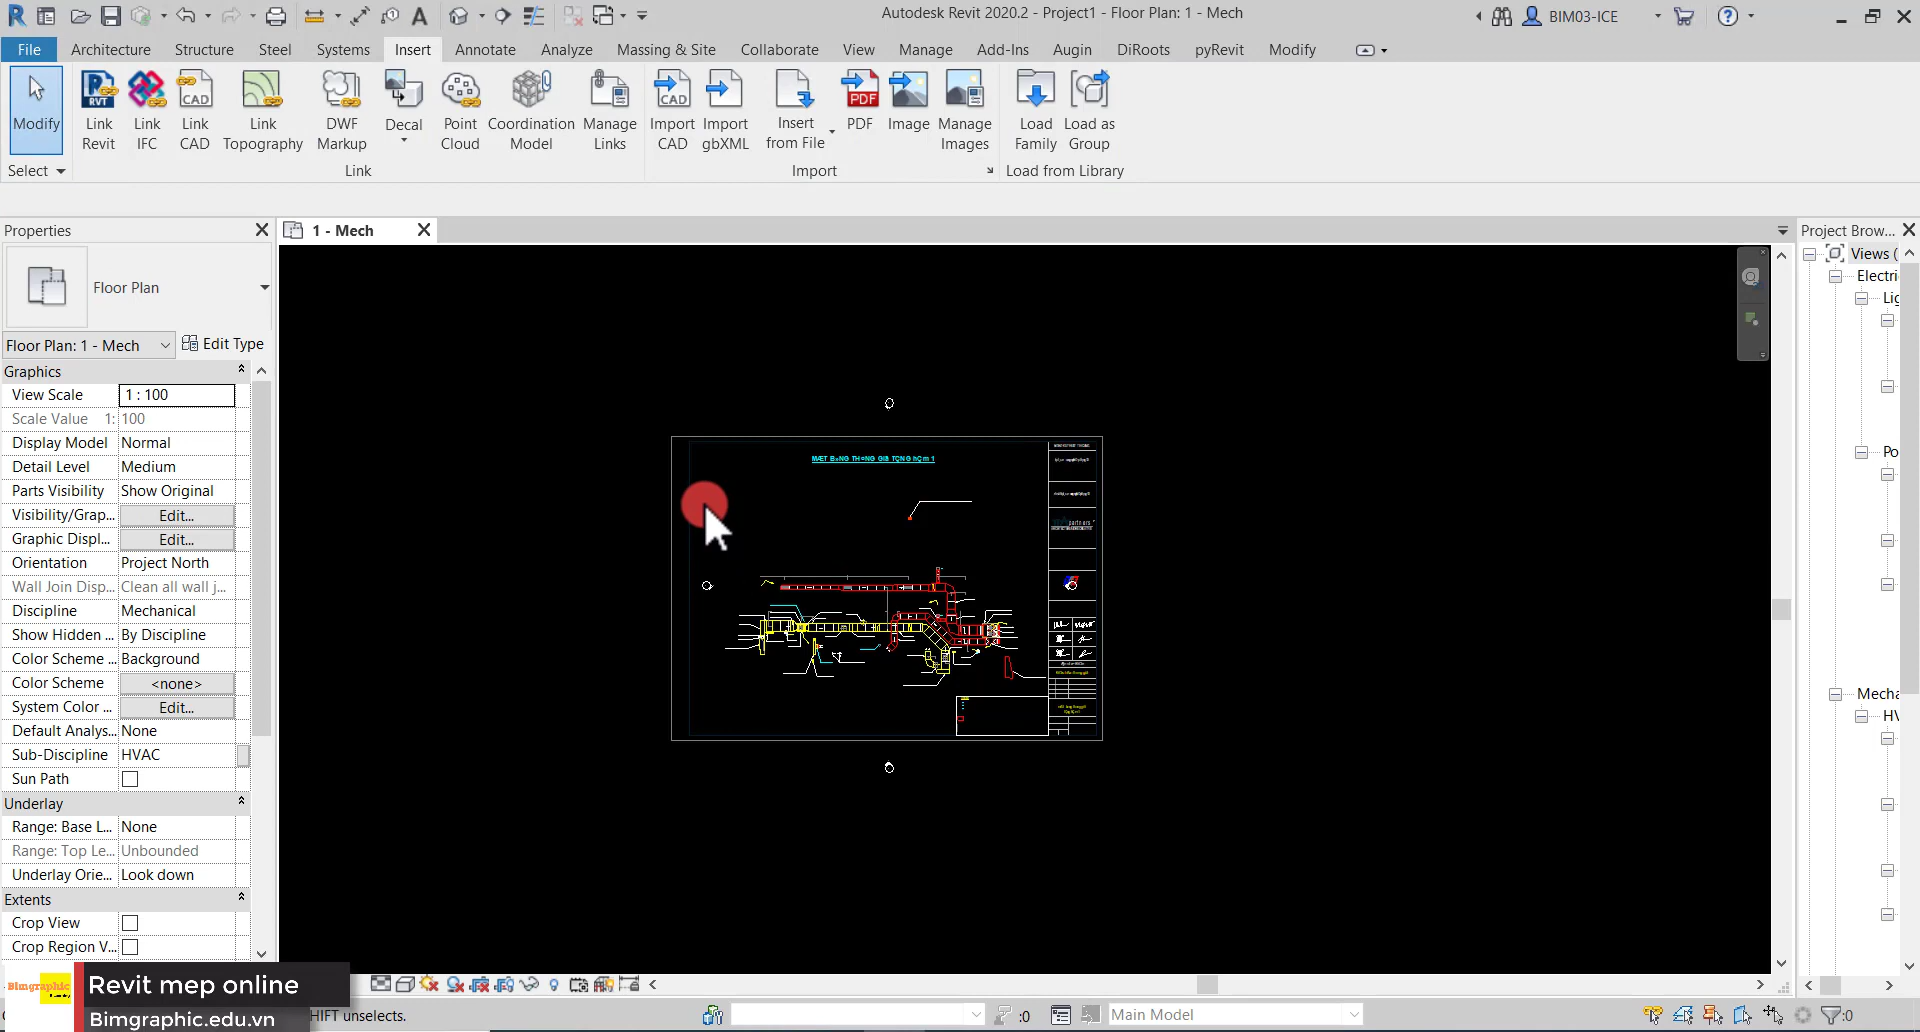 Autodesk Revit 2020.2 - Project1 - Floor Plan: 1 - Mech
BIM03-ICE
File Architecture Structure Steel Systems Insert Annotate Analyze Massing & Site Collaborate View Manage Add-Ins Augin DiRoots pyRevit Modify
Modify
Link Revit
Link IFC
Link CAD
Link Topography
DWF Markup
Decal
Point Cloud
Coordination Model
Manage Links
Import CAD
Import gbXML
Insert from File
PDF
Image
Manage Images
Load Family
Load as Group
Select
Link
Import
Load from Library
Properties
1 - Mech
Project Brow...
Floor Plan
Floor Plan: 1 - Mech
Edit Type
Graphics
View Scale 1 : 100
Scale Value 1: 100
Display Model Normal
Detail Level Medium
Parts Visibility Show Original
Visibility/Grap... Edit...
Graphic Displ... Edit...
Orientation Project North
Wall Join Disp... Clean all wall j...
Discipline Mechanical
Show Hidden ... By Discipline
Color Scheme ... Background
Color Scheme <none>
System Color ... Edit...
Default Analys... None
Sub-Discipline HVAC
Sun Path
Underlay
Range: Base L... None
Range: Top Le... Unbounded
Underlay Orie... Look down
Extents
Crop View
Crop Region V...
Views (
Electri
Lig
Po
Mecha
HV
partners
Bimgraphic
Revit mep online
Bimgraphic.edu.vn
HIFT unselects.
:0
Main Model
:0